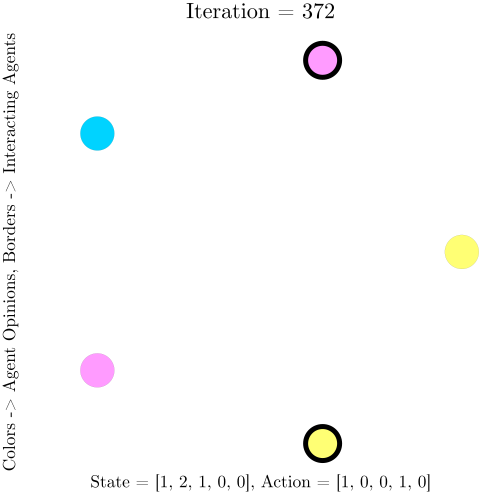 Iteration = 372
Colors -> Agent Opinions, Borders -> Interacting Agents
State = [1, 2, 1, 0, 0], Action = [1, 0, 0, 1, 0]